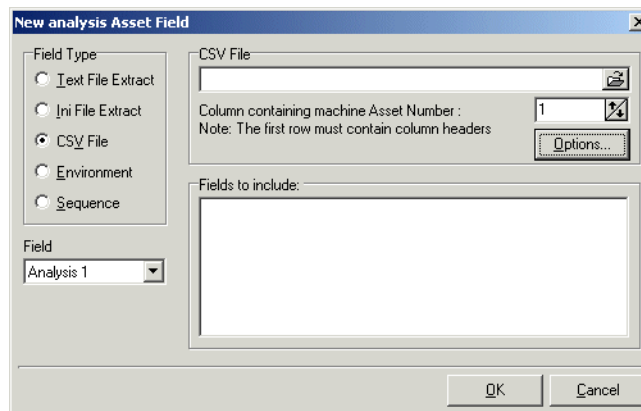 New analysis Asset Field
Field Type
Text File Extract
Ini File Extract
CSV File
Environment
Sequence
Field
Analysis 1
CSV File
Column containing machine Asset Number :
1
Note: The first row must contain column headers
Options...
Fields to include:
OK
Cancel